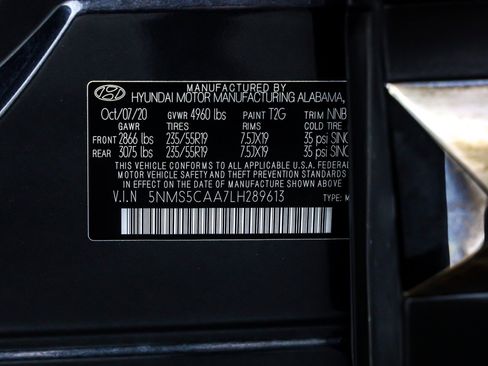 MANUFACTURED BY
HYUNDAI MOTOR MANUFACTURING ALABAMA,
Oct/07/20 GVWR 4960 lbs PAINT T2G TRIM NNB
GAWR TIRES RIMS COLD TIRE
FRONT 2866 lbs 235/55R19 7.5JX19 35 psi SING
REAR 3075 lbs 235/55R19 7.5JX19 35 psi SING
THIS VEHICLE CONFORMS TO ALL APPLICABLE U.S.A FEDERAL
MOTOR VEHICLE SAFETY AND THEFT PREVENTION STANDARDS
IN EFFECT ON THE DATE OF MANUFACTURE SHOWN ABOVE.
V.I.N 5NMS5CAA7LH289613 TYPE: M